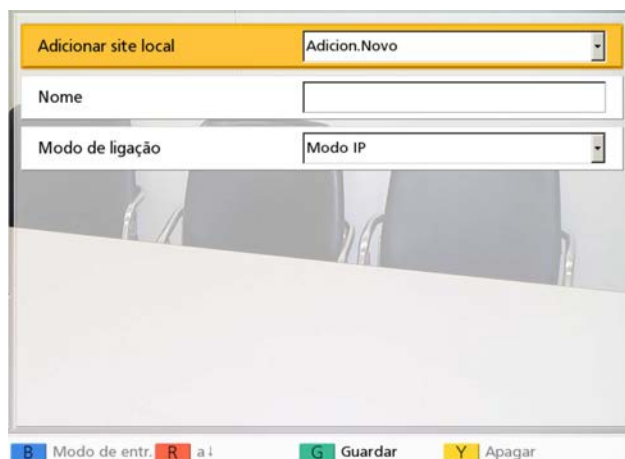 Adicionar site local Adicion.Novo
Nome
Modo de ligação Modo IP
B Modo de entr. R a↓ G Guardar Y Apagar